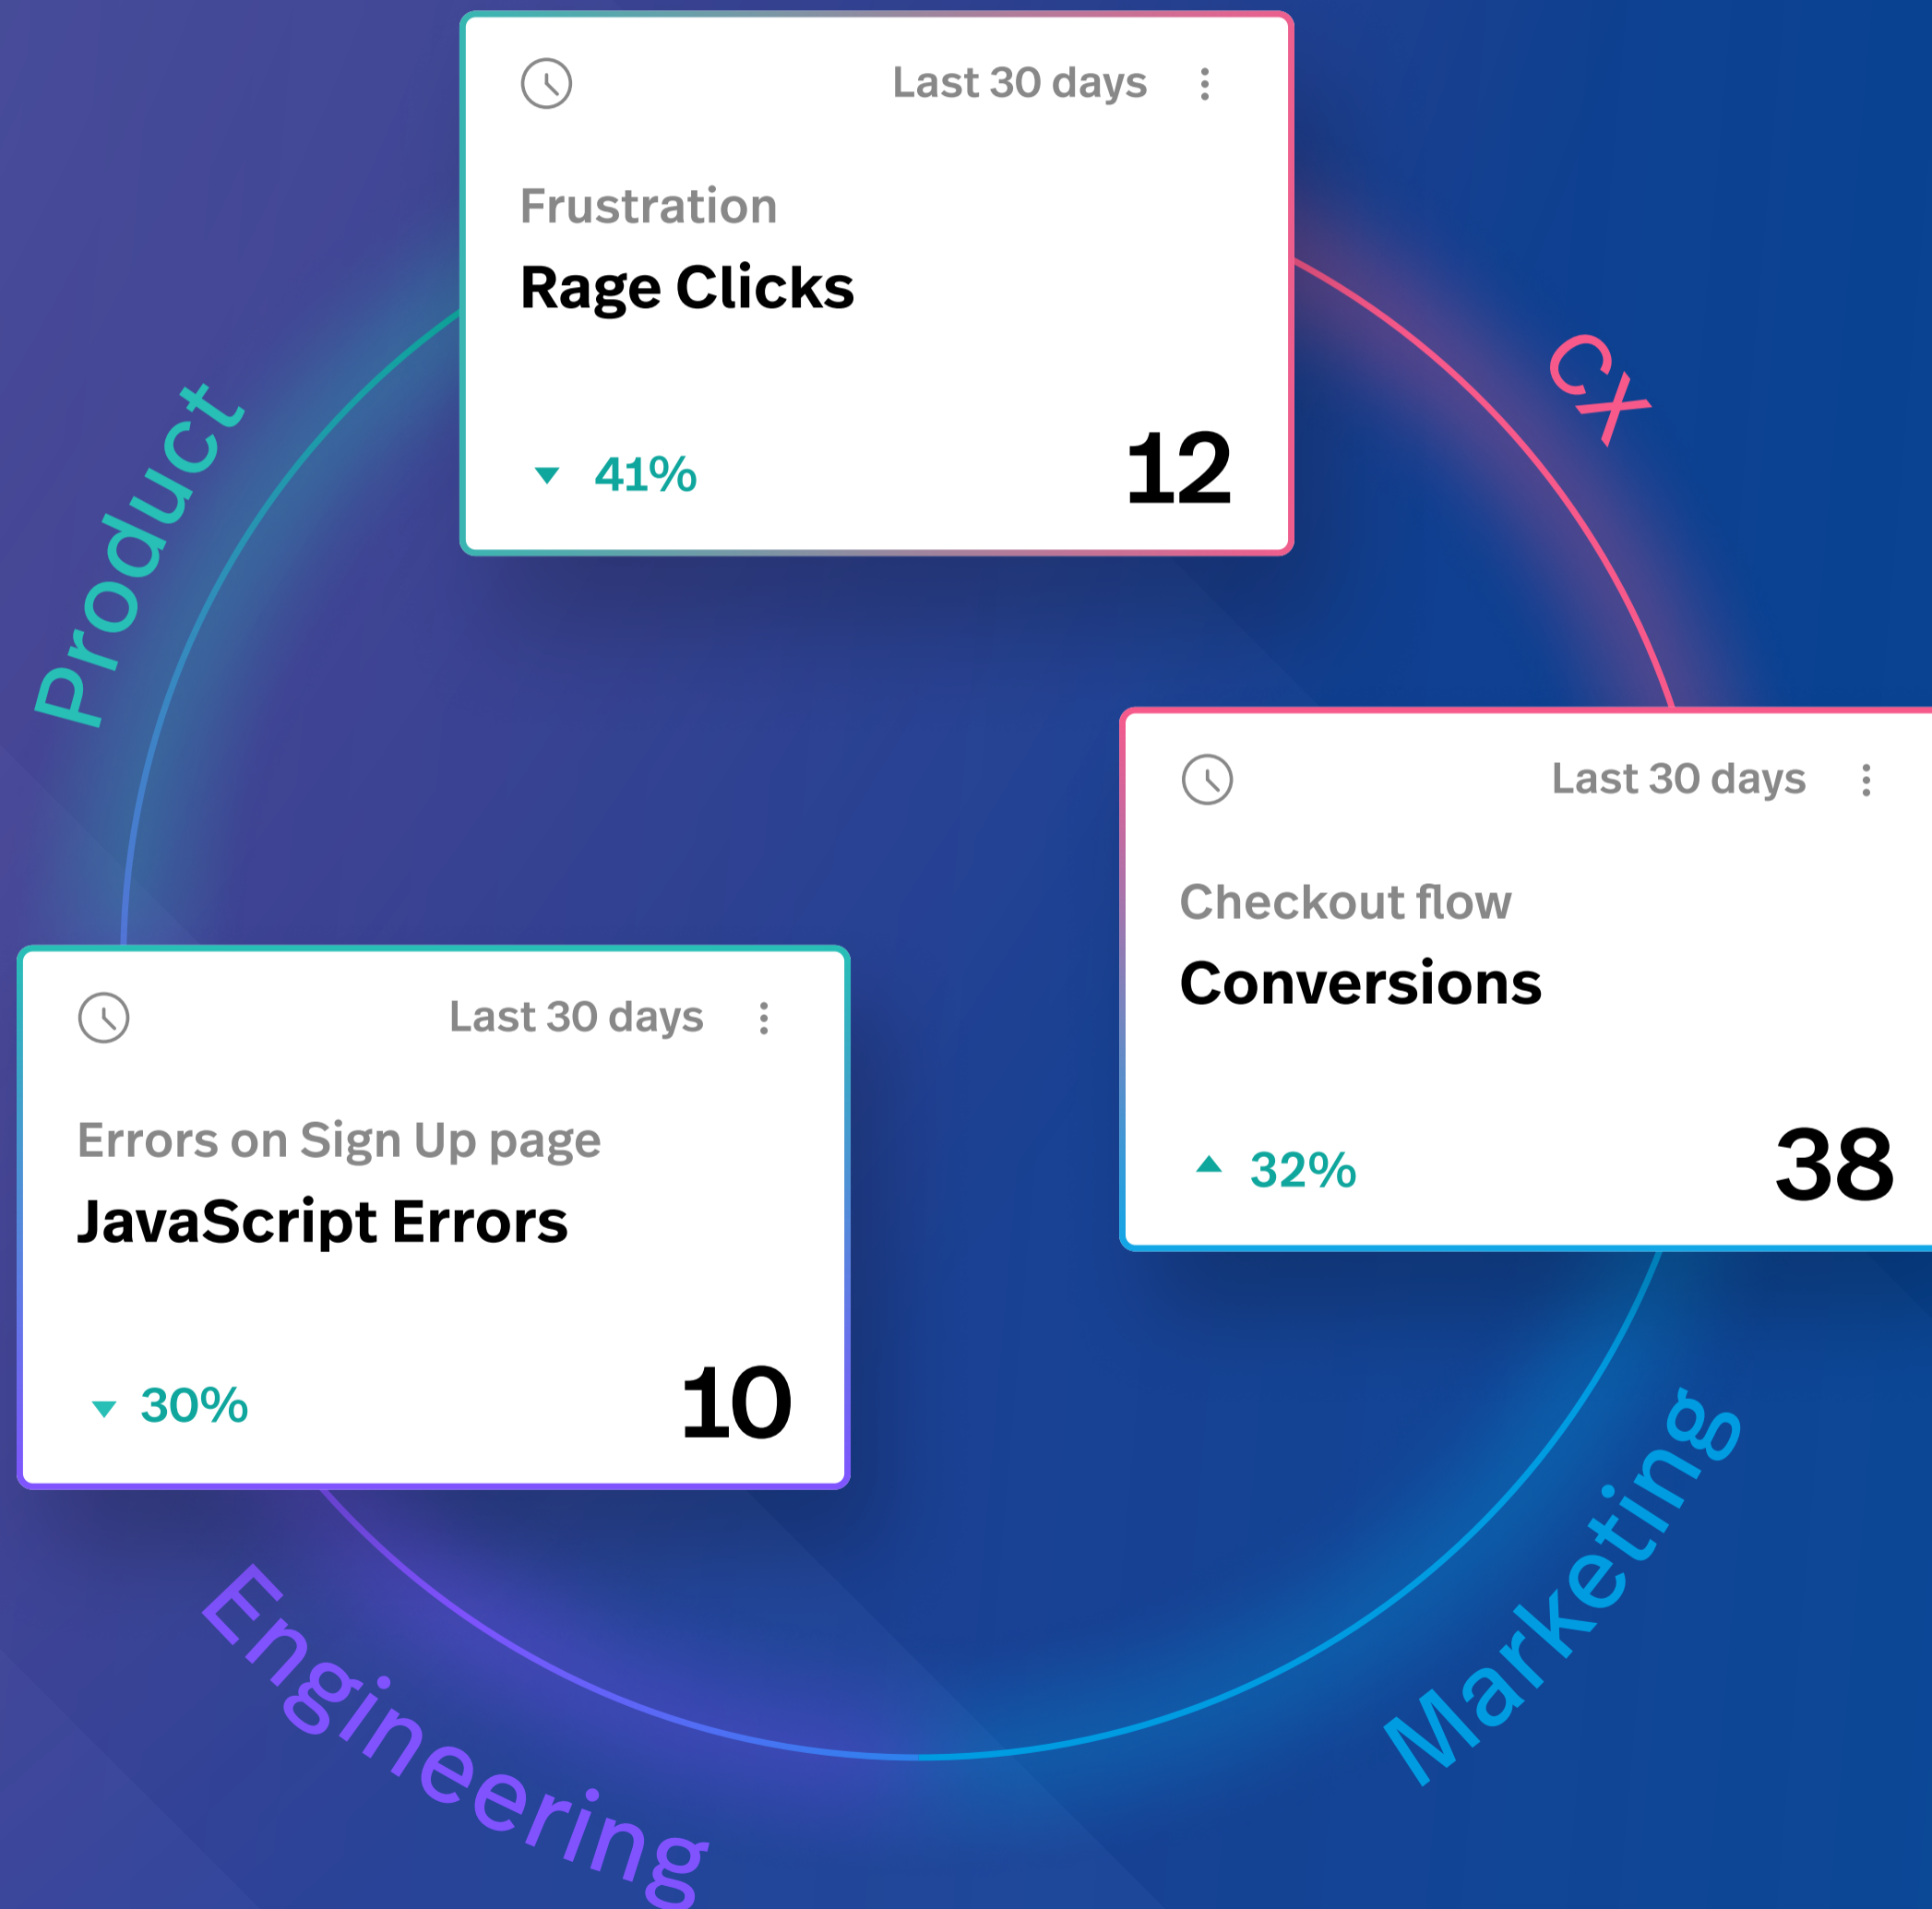 Last 30 days
Frustration
Rage Clicks
41%
12
CX
Product
Last 30 days
Checkout flow
Conversions
32%
38
Last 30 days
Errors on Sign Up page
JavaScript Errors
30%
10
Marketing
Engineering